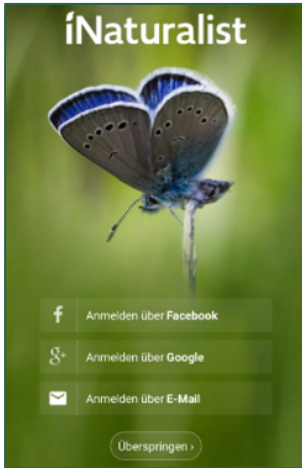 iNaturalist
Anmelden über Facebook
Anmelden über Google
Anmelden über E-Mail
Überspringen ›